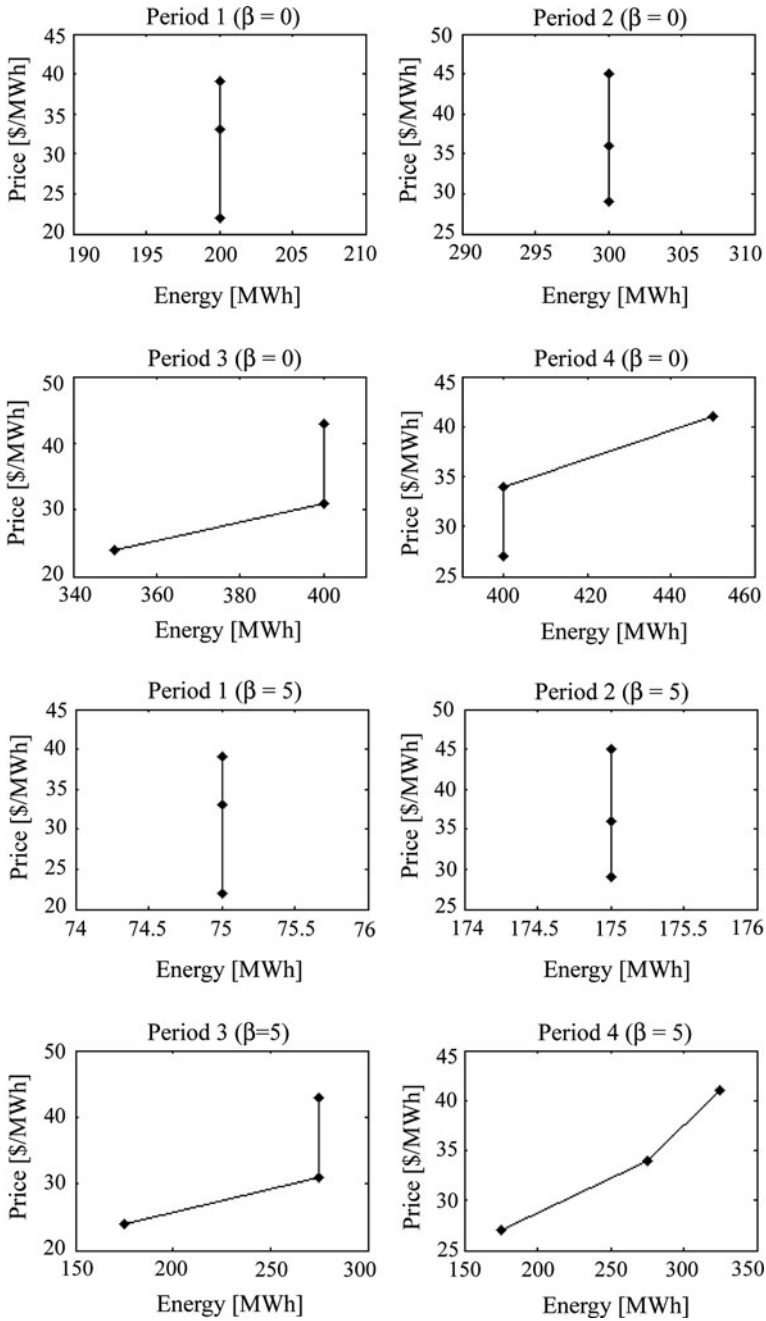 Period 1 (β = 0)
Price [$/MWh]
45
40
35
30
25
20
190 195 200 205 210
Energy [MWh]
Period 2 (β = 0)
Price [$/MWh]
50
45
40
35
30
25
290 295 300 305 310
Energy [MWh]
Period 3 (β = 0)
Price [$/MWh]
50
40
30
20
340 360 380 400
Energy [MWh]
Period 4 (β = 0)
Price [$/MWh]
45
40
35
30
25
400 420 440 460
Energy [MWh]
Period 1 (β = 5)
Price [$/MWh]
45
40
35
30
25
20
74 74.5 75 75.5 76
Energy [MWh]
Period 2 (β = 5)
Price [$/MWh]
50
45
40
35
30
25
174 174.5 175 175.5 176
Energy [MWh]
Period 3 (β=5)
Price [$/MWh]
50
40
30
20
150 200 250 300
Energy [MWh]
Period 4 (β = 5)
Price [$/MWh]
45
40
35
30
25
150 200 250 300 350
Energy [MWh]